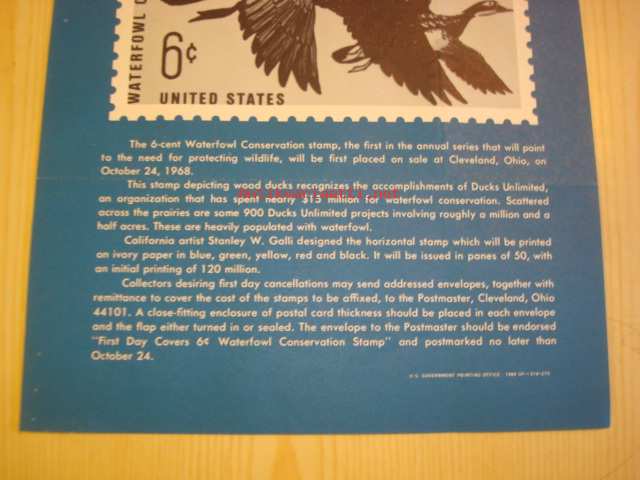 WATERFOWL C
6¢
UNITED STATES
The 6-cent Waterfowl Conservation stamp, the first in the annual series that will point
to the need for protecting wildlife, will be first placed on sale at Cleveland, Ohio, on
October 24, 1968.
This stamp depicting wood ducks recngnizes the accomplishments of Ducks Unlimited,
an organization that has spent nearly $15 million for waterfowl conservation. Scattered
across the prairies are some 900 Ducks Unlimited projects involving roughly a million and a
half acres. These are heavily populated with waterfowl.
California artist Stanley W. Galli designed the horizontal stamp which will be printed
on ivory paper in blue, green, yellow, red and black. It will be issued in panes of 50, with
an initial printing of 120 million.
Collectors desiring first day cancellations may send addressed envelopes, together with
remittance to cover the cost of the stamps to be affixed, to the Postmaster, Cleveland, Ohio
44101. A close-fitting enclosure of postal card thickness should be placed in each envelope
and the flap either turned in or sealed. The envelope to the Postmaster should be endorsed
"First Day Covers 6¢ Waterfowl Conservation Stamp" and postmarked no later than
October 24.
U.S. GOVERNMENT PRINTING OFFICE : 1968 OF